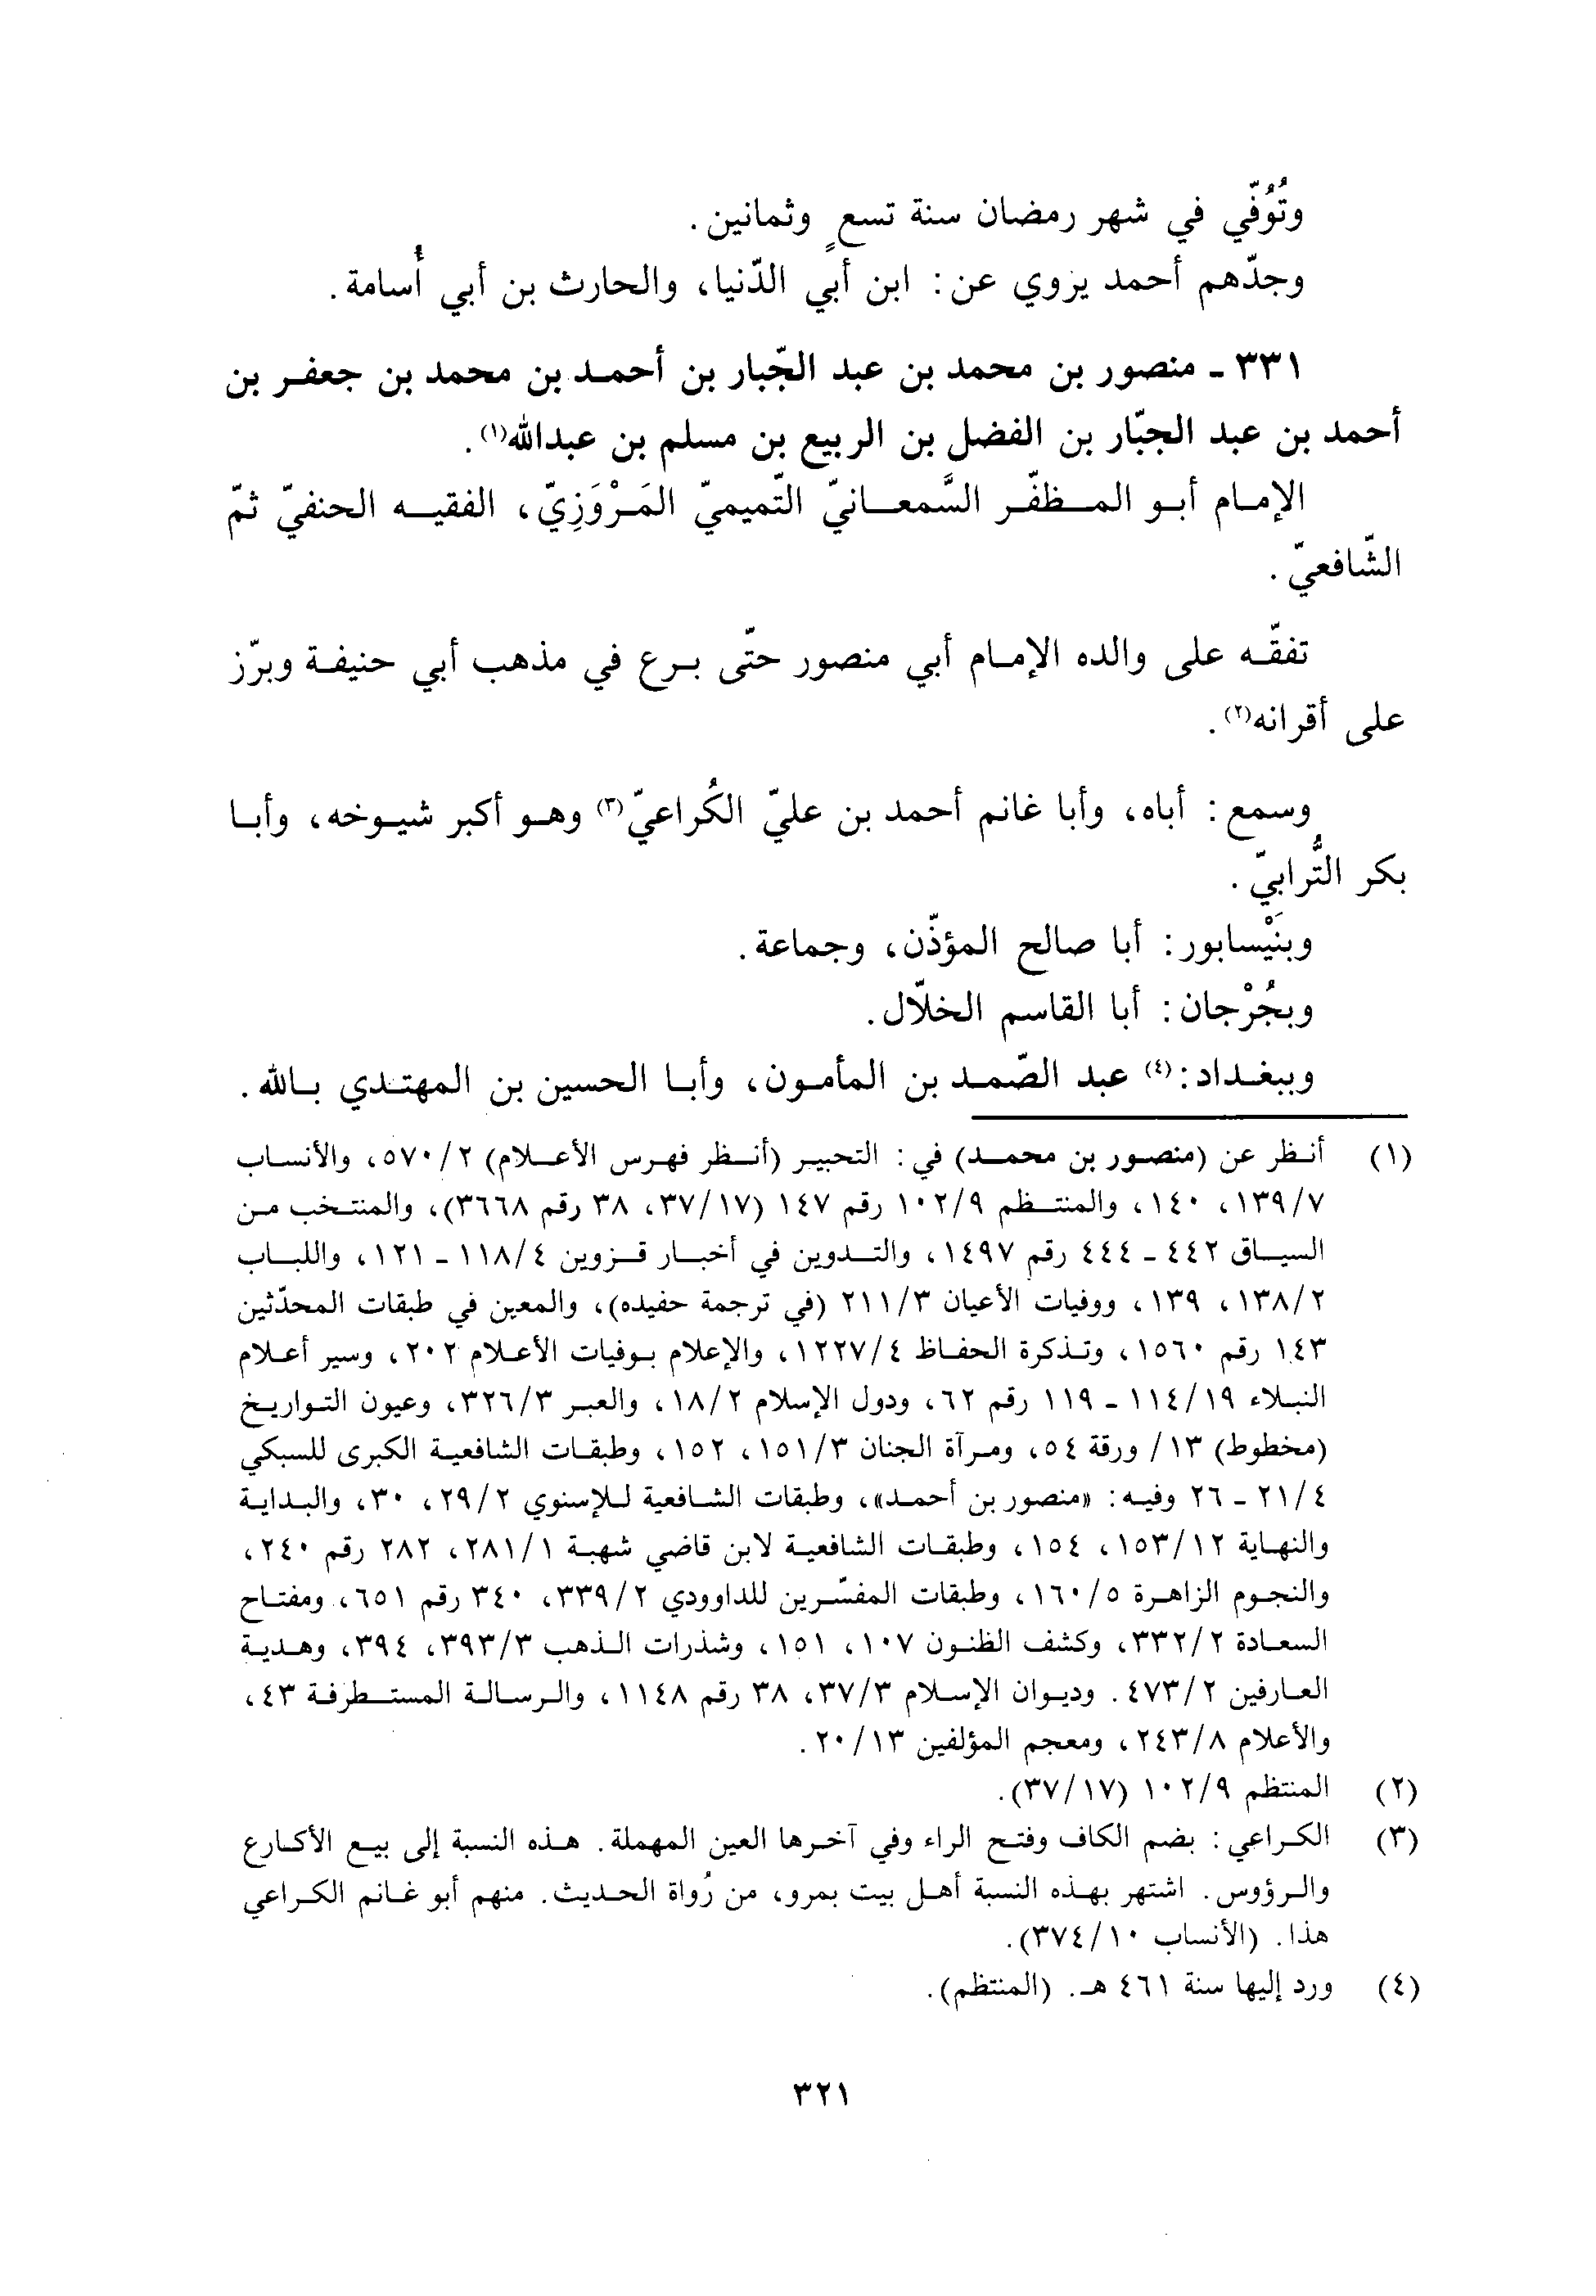 وتُوُفّي في شهر رمضان سنة تسعٍ وثمانين.
وجدّهم أحمد يزوي عن: ابن أبي الدّنيا، والحارث بن أبي أُسامة.
٣٣١ ـ منصور بن محمد بن عبد الجّبار بن أحمد بن محمد بن جعفر بن
أحمد بن عبد الجبّار بن الفضل بن الربيع بن مسلم بن عبدالله(١).
الإمام أبو المظفّر السَّمعانيّ التّميميّ المَرْوَزِيّ، الفقيه الحنفيّ ثمّ
الشّافعيّ.
تفقّه على والده الإمام أبي منصور حتّى برع في مذهب أبي حنيفة وبرّز
على أقرانه(٢).
وسمع: أباه، وأبا غانم أحمد بن عليّ الكُراعيّ(٣) وهو أكبر شيوخه، وأبا
بكر التُّرابيّ.
وبنَيْسابور: أبا صالح المؤذّن، وجماعة.
وبجُرْجان: أبا القاسم الخلّال.
وببغداد:(٤) عبد الصّمد بن المأمون، وأبا الحسين بن المهتدي بالله.
(١) أنظر عن (منصور بن محمد) في: التحبير (أنظر فهرس الأعلام) ٥٧٠/٢، والأنساب
١٣٩/٧، ١٤٠، والمنتظم ١٠٢/٩ رقم ١٤٧ (٣٧/١٧، ٣٨ رقم ٣٦٦٨)، والمنتخب من
السياق ٤٤٢ ـ ٤٤٤ رقم ١٤٩٧، والتدوين في أخبار قزوين ١١٨/٤ ـ ١٢١، واللباب
١٣٨/٢، ١٣٩، ووفيات الأعيان ٢١١/٣ (في ترجمة حفيده)، والمعين في طبقات المحدّثين
١٤٣ رقم ١٥٦٠، وتذكرة الحفاظ ١٢٢٧/٤، والإعلام بوفيات الأعلام ٢٠٢، وسير أعلام
النبلاء ١١٤/١٩ ـ ١١٩ رقم ٦٢، ودول الإسلام ١٨/٢، والعبر ٣٢٦/٣، وعيون التواريخ
(مخطوط) ١٣/ ورقة ٥٤، ومرآة الجنان ١٥١/٣، ١٥٢، وطبقات الشافعية الكبرى للسبكي
٢١/٤ ـ ٢٦ وفيه: «منصور بن أحمد»، وطبقات الشافعية للإسنوي ٢٩/٢، ٣٠، والبداية
والنهاية ١٥٣/١٢، ١٥٤، وطبقات الشافعية لابن قاضي شهبة ٢٨١/١، ٢٨٢ رقم ٢٤٠،
والنجوم الزاهرة ١٦٠/٥، وطبقات المفسّرين للداوودي ٣٣٩/٢، ٣٤٠ رقم ٦٥١، ومفتاح
السعادة ٣٣٢/٢، وكشف الظنون ١٠٧، ١٥١، وشذرات الذهب ٣٩٣/٣، ٣٩٤، وهدية
العارفين ٤٧٣/٢. وديوان الإسلام ٣٧/٣، ٣٨ رقم ١١٤٨، والرسالة المستطرفة ٤٣،
والأعلام ٢٤٣/٨، ومعجم المؤلفين ٢٠/١٣.
(٢) المنتظم ١٠٢/٩ (٣٧/١٧).
(٣) الكراعي: بضم الكاف وفتح الراء وفي آخرها العين المهملة. هذه النسبة إلى بيع الأكارع
والرؤوس. اشتهر بهذه النسبة أهل بيت بمرو، من رُواة الحديث. منهم أبو غانم الكراعي
هذا. (الأنساب ٣٧٤/١٠).
(٤) ورد إليها سنة ٤٦١ هـ. (المنتظم).
٣٢١